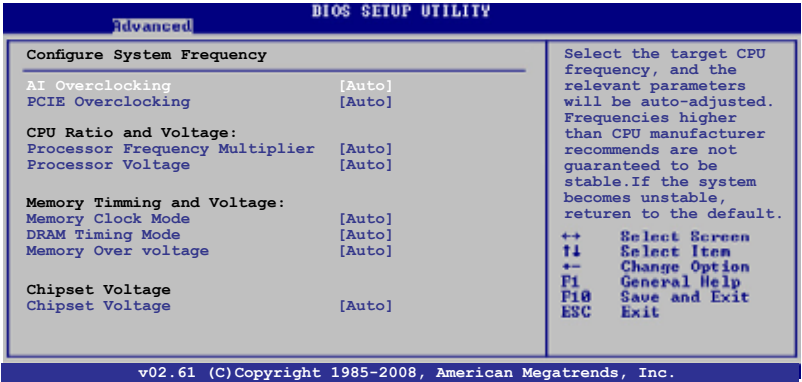 BIOS SETUP UTILITY
Advanced
Configure System Frequency
AI Overclocking [Auto]
PCIE Overclocking [Auto]
CPU Ratio and Voltage:
Processor Frequency Multiplier [Auto]
Processor Voltage [Auto]
Memory Timming and Voltage:
Memory Clock Mode [Auto]
DRAM Timing Mode [Auto]
Memory Over voltage [Auto]
Chipset Voltage
Chipset Voltage [Auto]
Select the target CPU
frequency, and the
relevant parameters
will be auto-adjusted.
Frequencies higher
than CPU manufacturer
recommends are not
guaranteed to be
stable.If the system
becomes unstable,
returen to the default.
←→ Select Screen
↑↓ Select Item
+- Change Option
F1 General Help
F10 Save and Exit
ESC Exit
v02.61 (C)Copyright 1985-2008, American Megatrends, Inc.